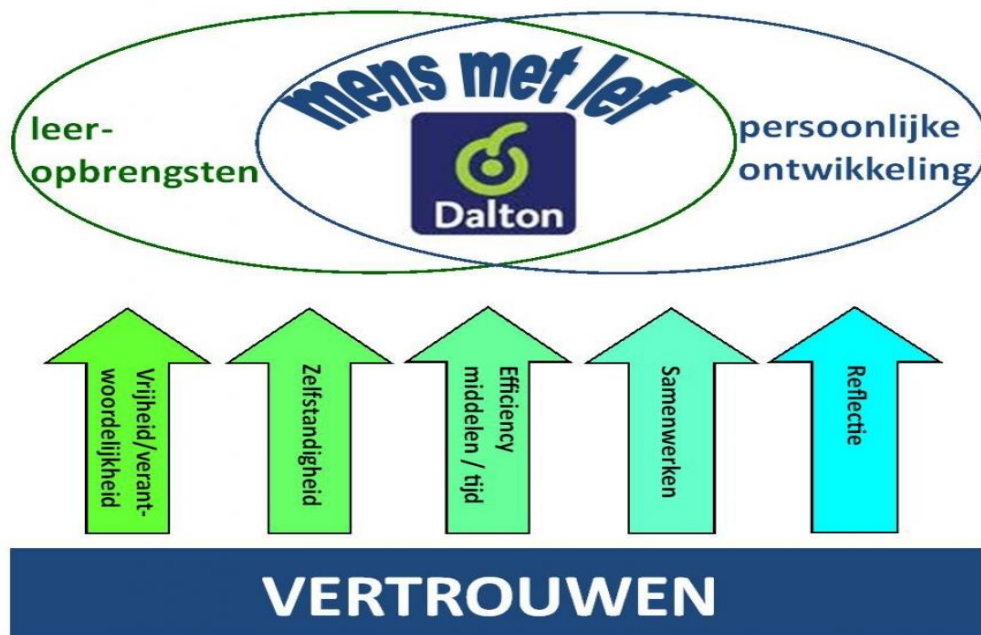 mens met lef
leer-
opbrengsten
persoonlijke
ontwikkeling
Dalton
Vrijheid/verant-
woordelijkheid
Zelfstandigheid
Efficiency
middelen / tijd
Samenwerken
Reflectie
VERTROUWEN